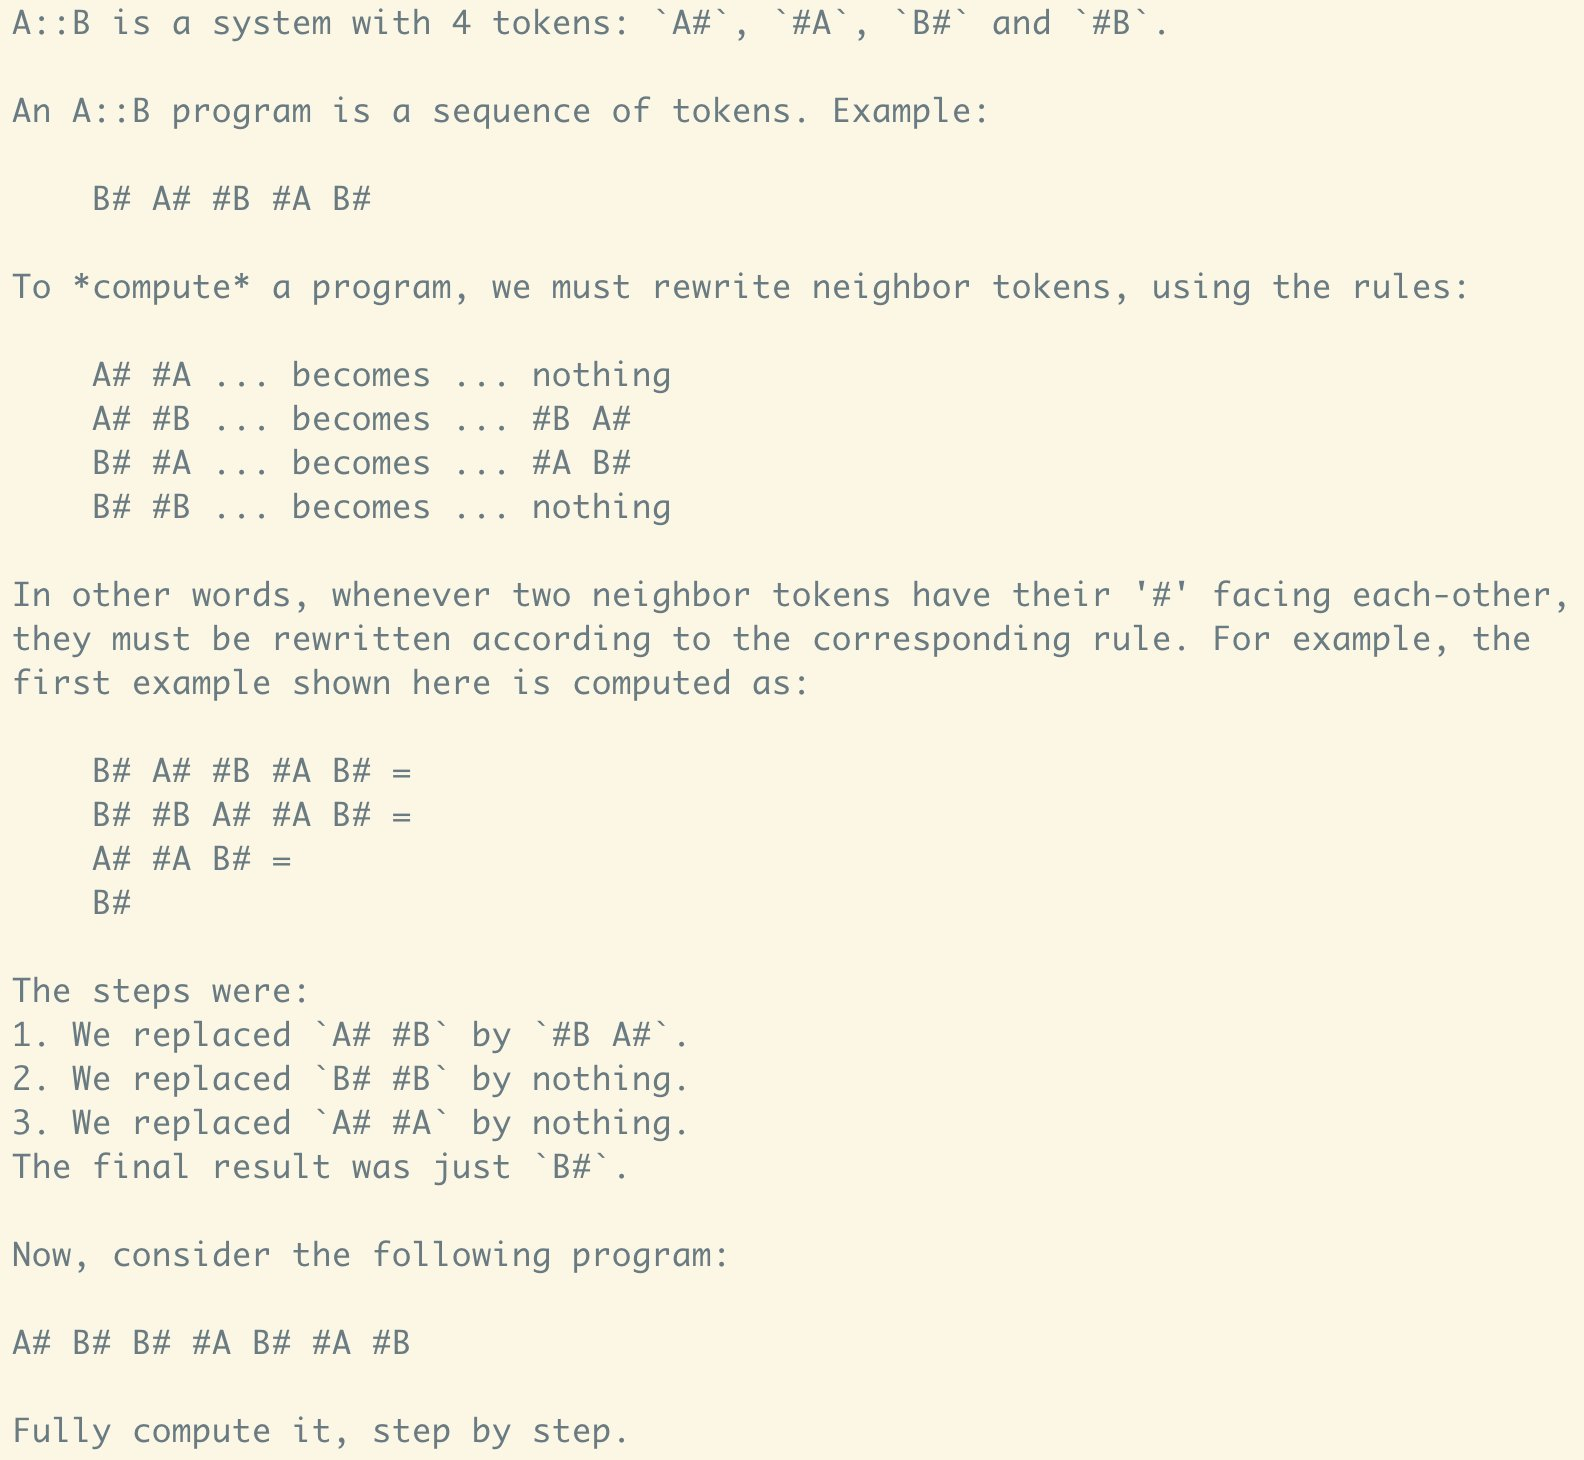 A::B is a system with 4 tokens: `A#`, `#A`, `B#` and `#B`.
An A::B program is a sequence of tokens. Example:
B# A# #B #A B#
To *compute* a program, we must rewrite neighbor tokens, using the rules:
A# #A ... becomes ... nothing
A# #B ... becomes ... #B A#
B# #A ... becomes ... #A B#
B# #B ... becomes ... nothing
In other words, whenever two neighbor tokens have their '#' facing each-other,
they must be rewritten according to the corresponding rule. For example, the
first example shown here is computed as:
B# A# #B #A B# =
B# #B A# #A B# =
A# #A B# =
B#
The steps were:
1. We replaced `A# #B` by `#B A#`.
2. We replaced `B# #B` by nothing.
3. We replaced `A# #A` by nothing.
The final result was just `B#`.
Now, consider the following program:
A# B# B# #A B# #A #B
Fully compute it, step by step.